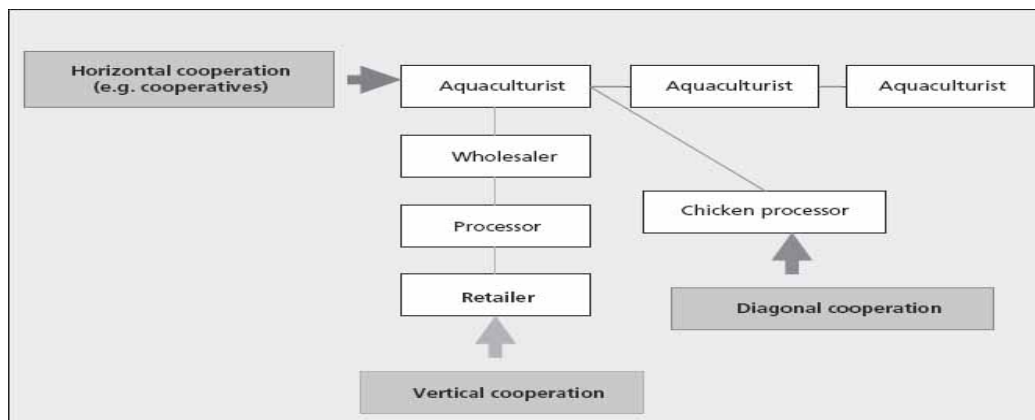 Horizontal cooperation
(e.g. cooperatives)
Aquaculturist
Aquaculturist
Aquaculturist
Wholesaler
Chicken processor
Processor
Retailer
Diagonal cooperation
Vertical cooperation